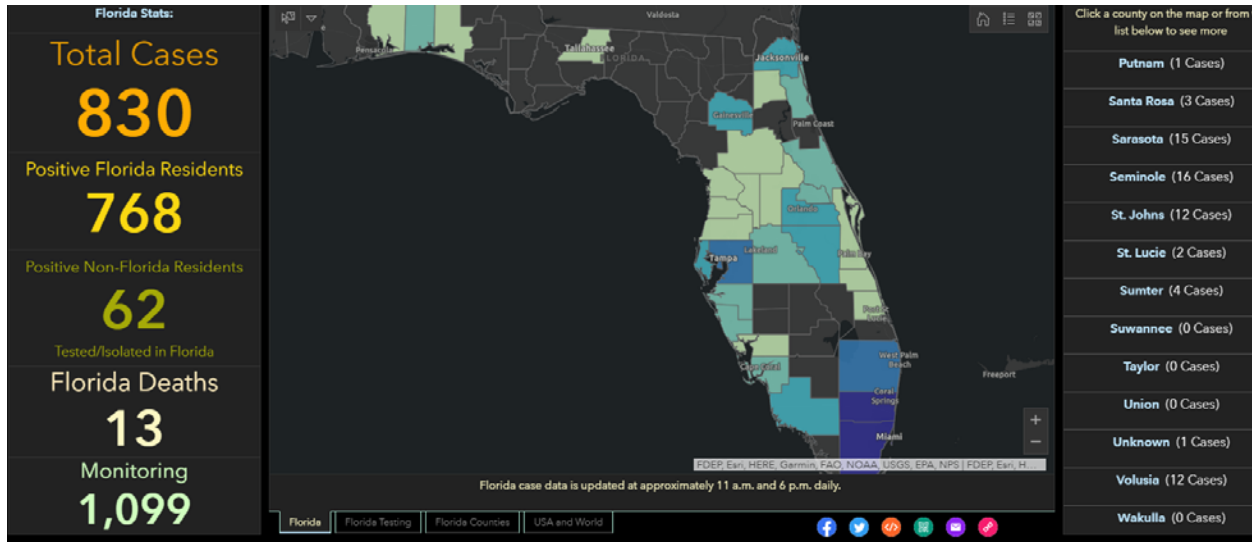 Florida Stats:
Total Cases
830
Positive Florida Residents
768
Positive Non-Florida Residents
62
Tested/Isolated in Florida
Florida Deaths
13
Monitoring
1,099
Valdosta
Pensacola
Tallahassee
FLORIDA
Jacksonville
Gainesville
Palm Coast
Orlando
Lakeland
Tampa
Palm Bay
Cape Coral
West Palm
Beach
Coral
Springs
Miami
Freeport
+
−
FDEP, Esri, HERE, Garmin, FAO, NOAA, USGS, EPA, NPS | FDEP, Esri, H...
Florida case data is updated at approximately 11 a.m. and 6 p.m. daily.
Florida
Florida Testing
Florida Counties
USA and World
Click a county on the map or from
list below to see more
Putnam (1 Cases)
Santa Rosa (3 Cases)
Sarasota (15 Cases)
Seminole (16 Cases)
St. Johns (12 Cases)
St. Lucie (2 Cases)
Sumter (4 Cases)
Suwannee (0 Cases)
Taylor (0 Cases)
Union (0 Cases)
Unknown (1 Cases)
Volusia (12 Cases)
Wakulla (0 Cases)